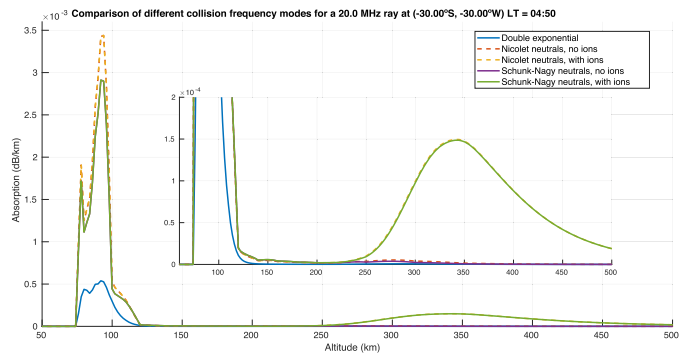 ×10⁻³ Comparison of different collision frequency modes for a 20.0 MHz ray at (-30.00°S, -30.00°W) LT = 04:50
Double exponential
Nicolet neutrals, no ions
Nicolet neutrals, with ions
Schunk-Nagy neutrals, no ions
Schunk-Nagy neutrals, with ions
3.5
3
2.5
2
1.5
1
0.5
0
Absorption (dB/km)
×10⁻⁴
2
1.5
1
0.5
0
100 150 200 250 300 350 400 450 500
50 100 150 200 250 300 350 400 450 500
Altitude (km)